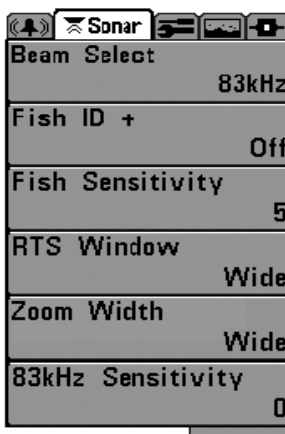 Sonar
Beam Select
83kHz
Fish ID +
Off
Fish Sensitivity
5
RTS Window
Wide
Zoom Width
Wide
83kHz Sensitivity
0